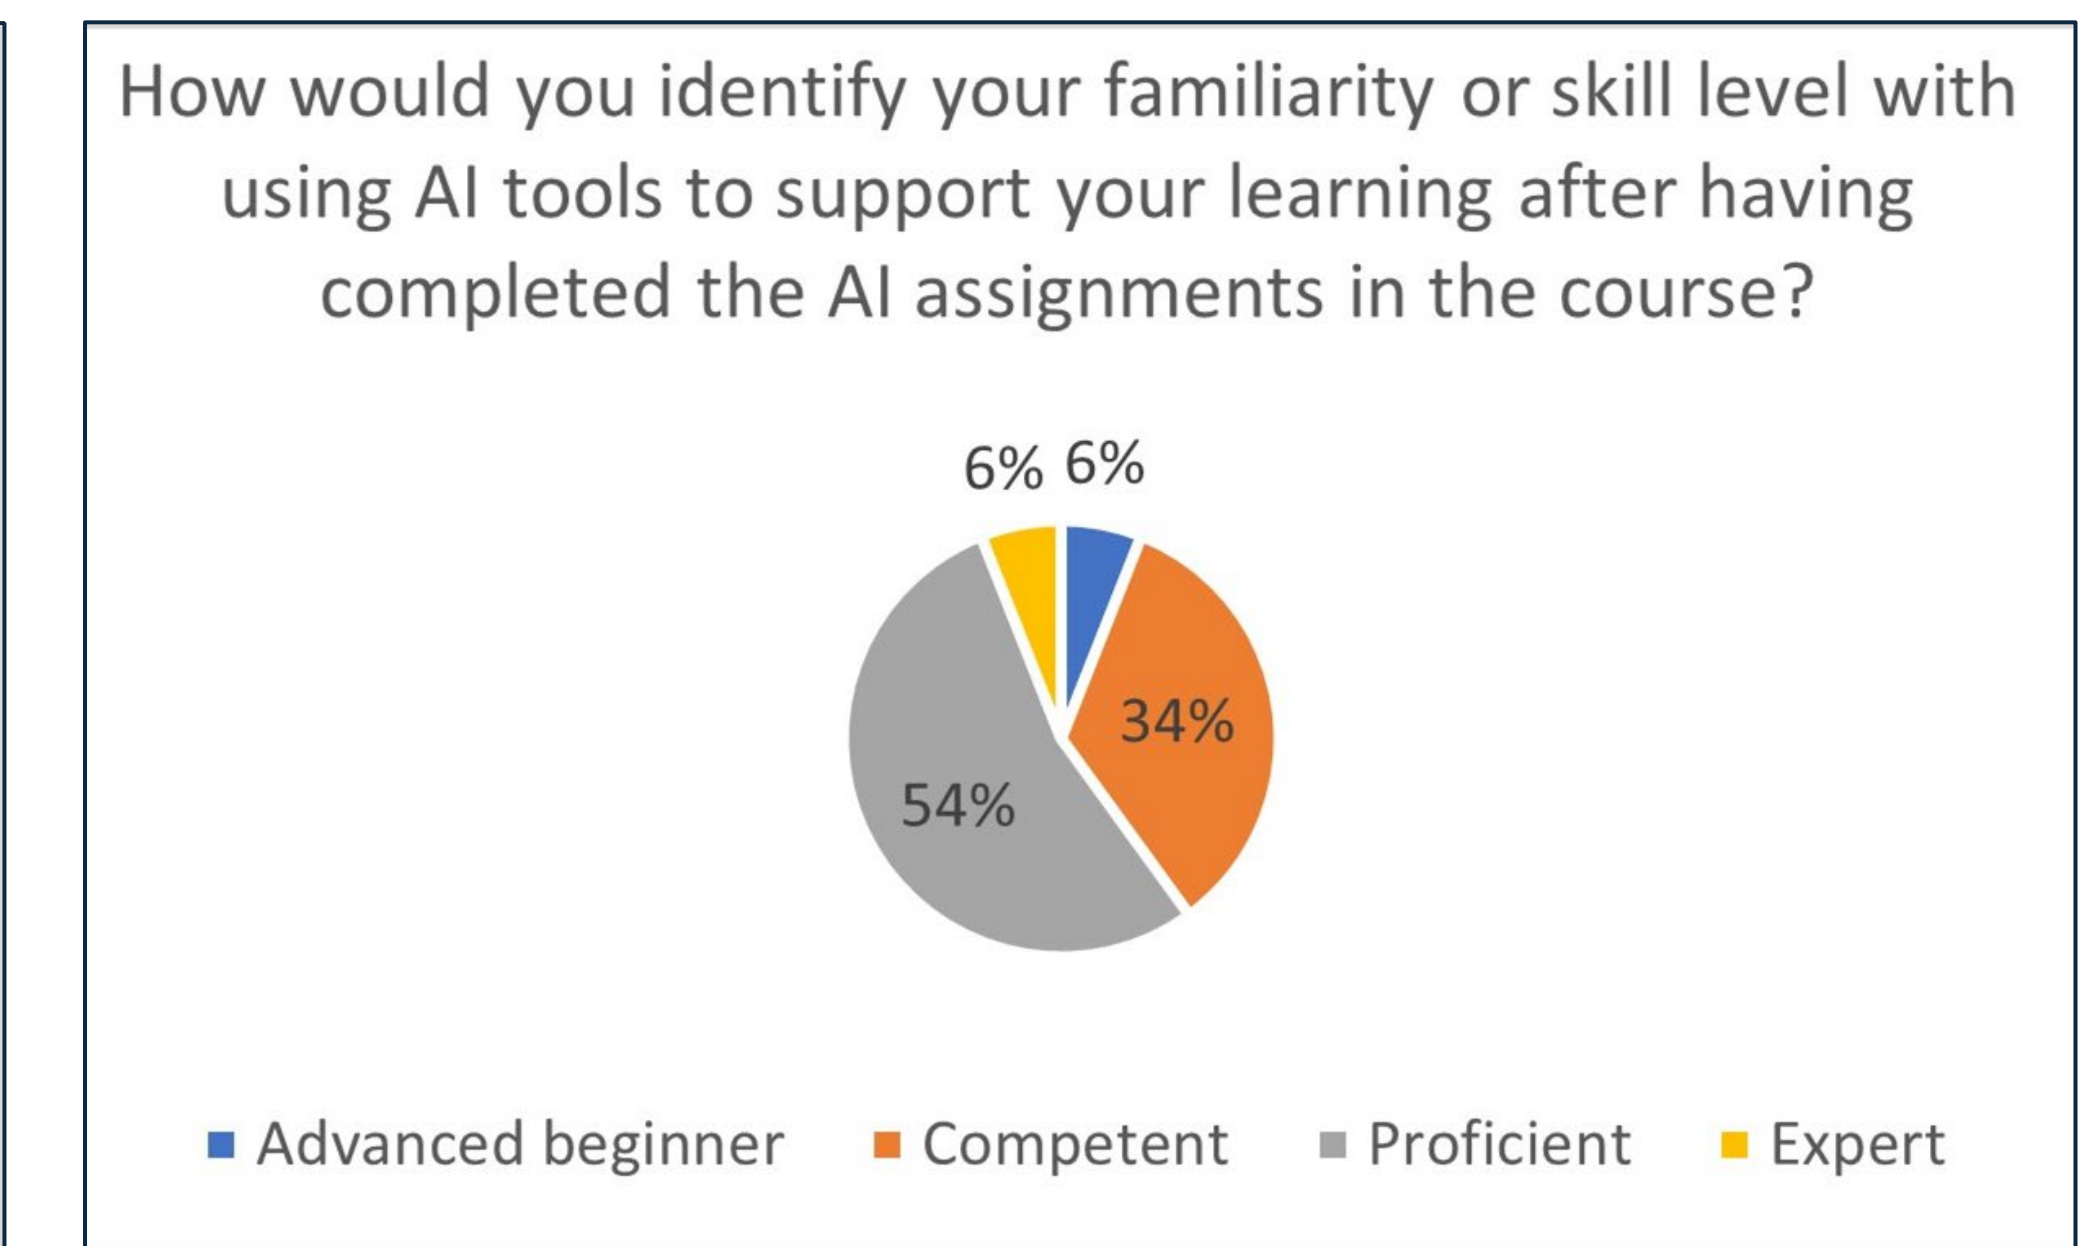 How would you identify your familiarity or skill level with
using AI tools to support your learning after having
completed the AI assignments in the course?
6% 6%
34%
54%
Advanced beginner Competent Proficient Expert